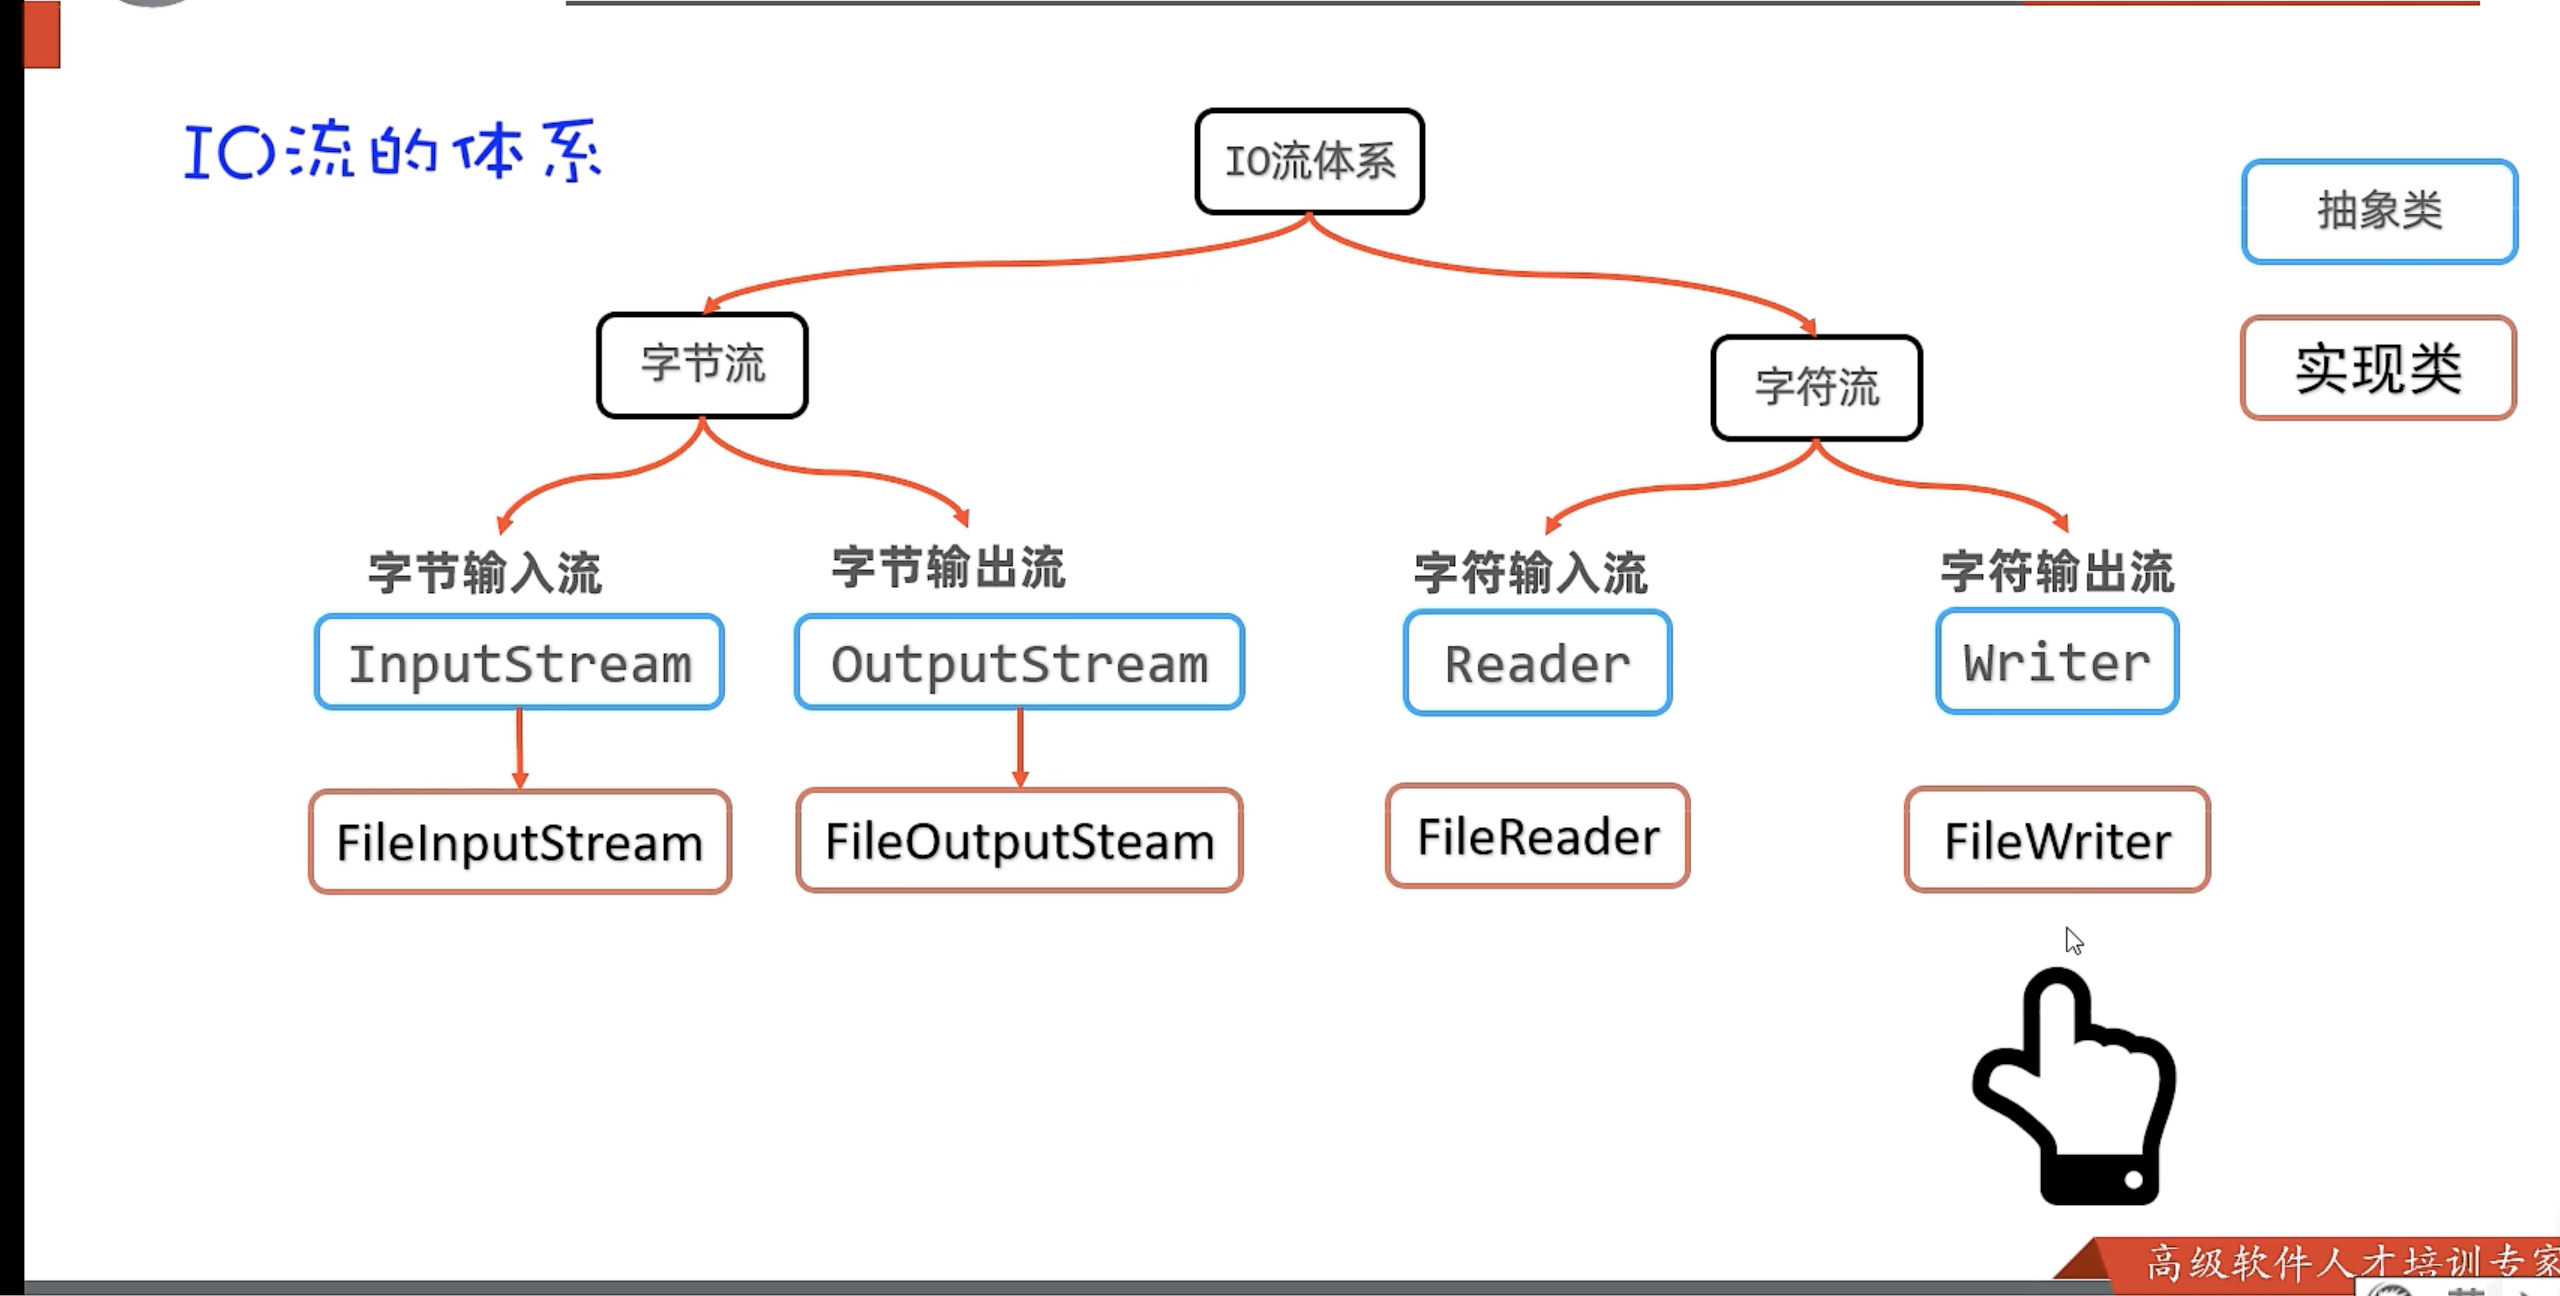 IO流的体系
IO流体系
抽象类
实现类
字节流
字符流
字节输入流
字节输出流
字符输入流
字符输出流
InputStream
OutputStream
Reader
Writer
FileInputStream
FileOutputSteam
FileReader
FileWriter
高级软件人才培训专家